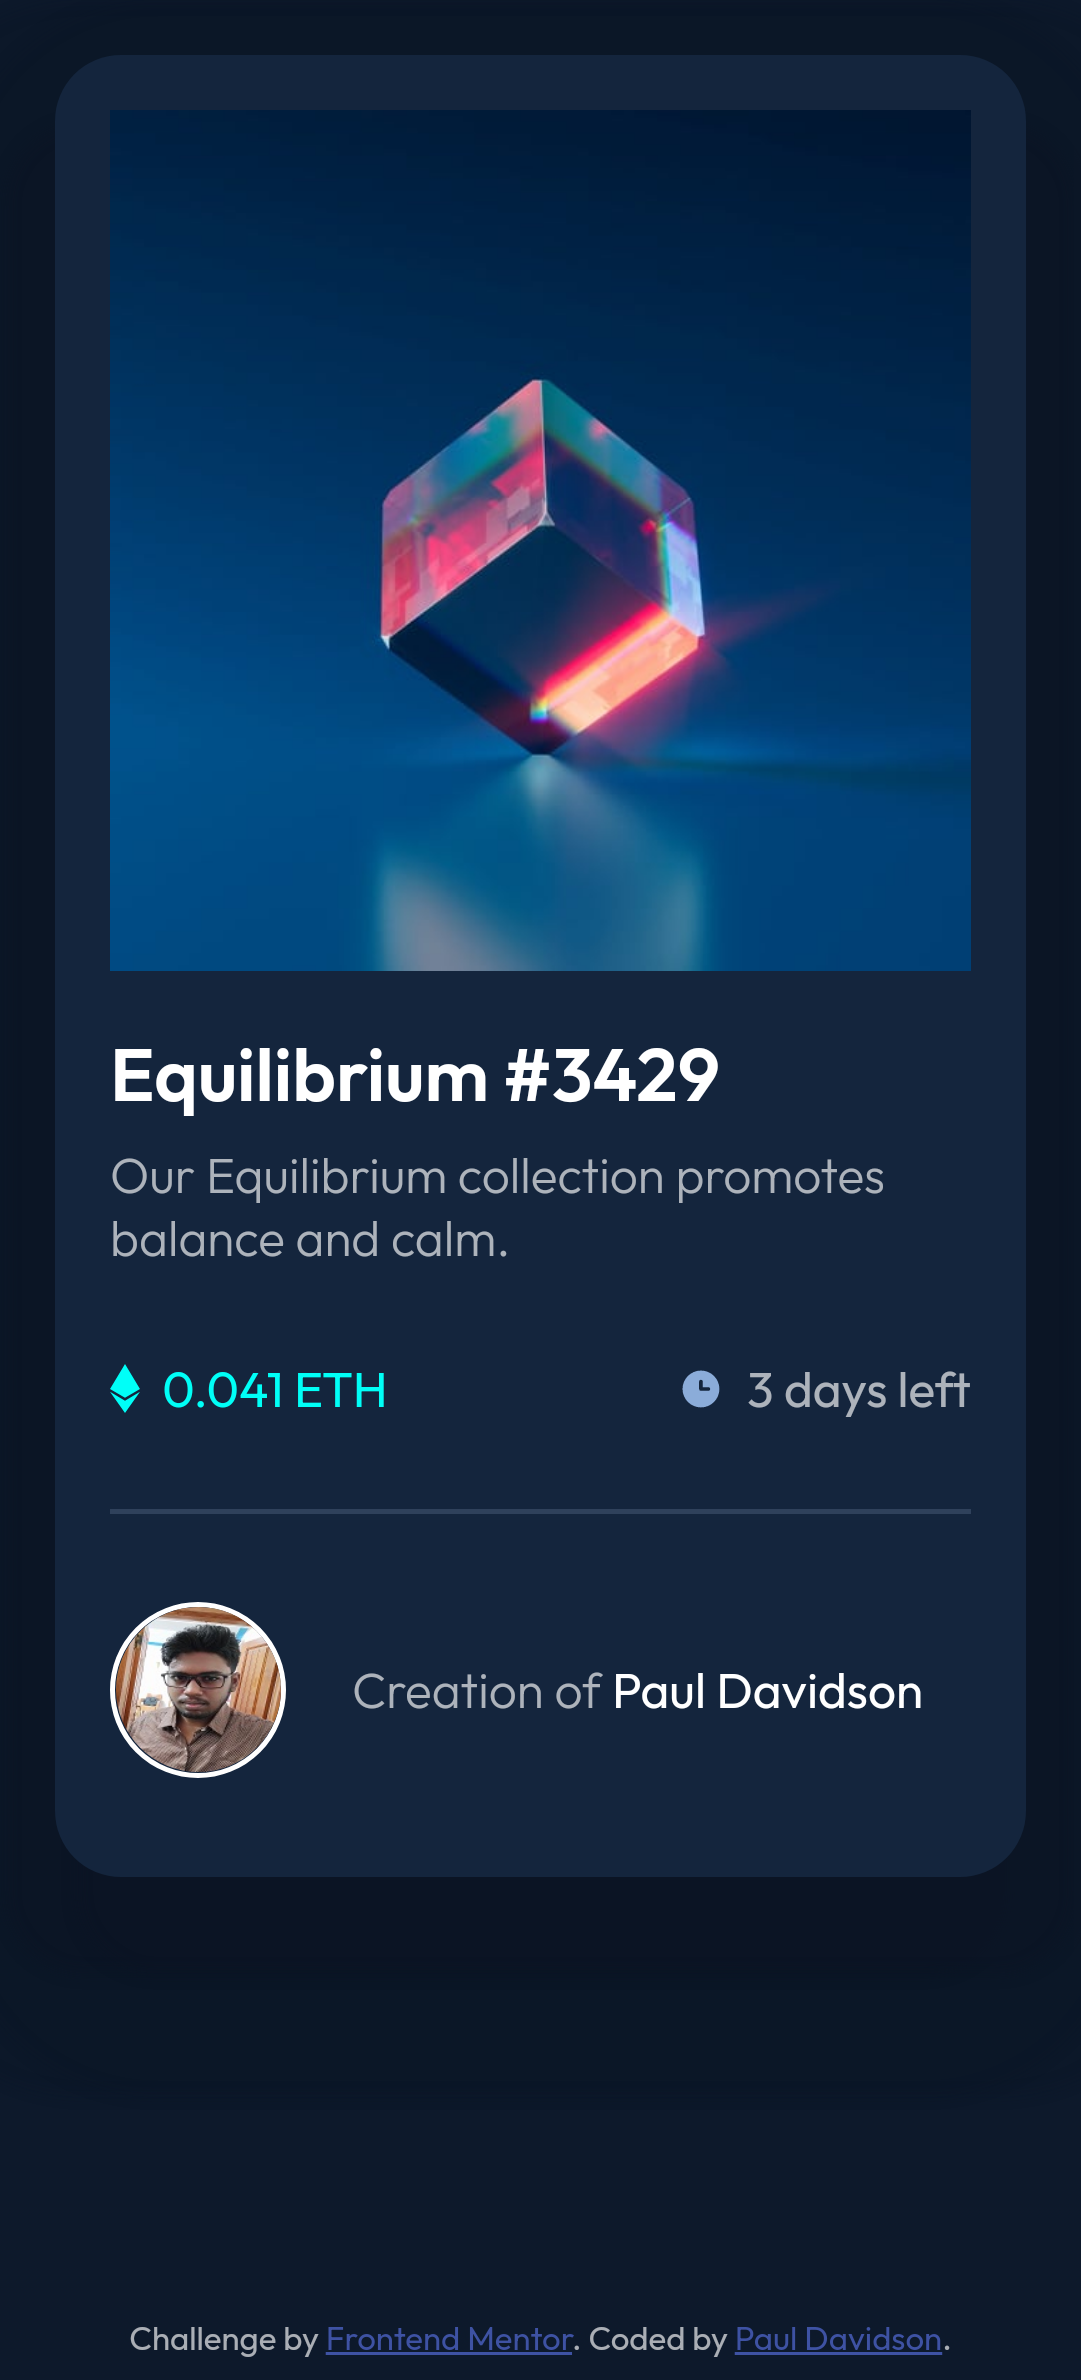 Equilibrium #3429
Our Equilibrium collection promotes
balance and calm.
0.041 ETH
3 days left
Creation of Paul Davidson
Challenge by Frontend Mentor. Coded by Paul Davidson.